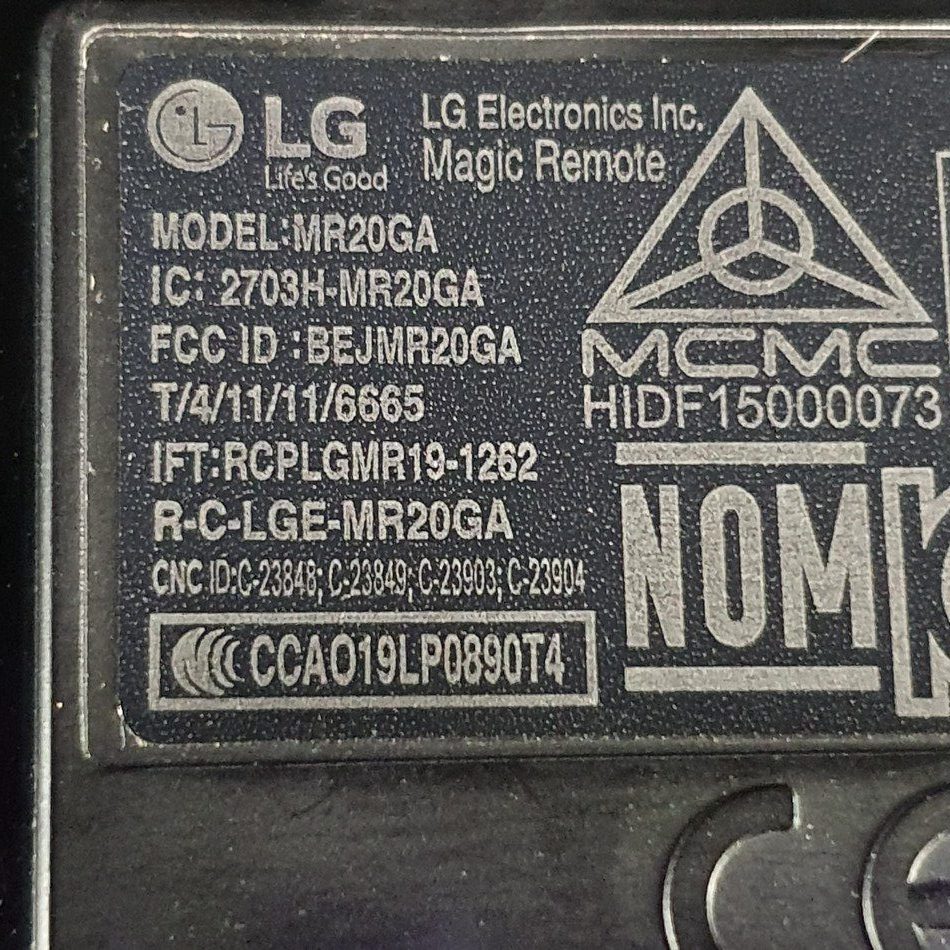 LG
Life's Good
LG Electronics Inc.
Magic Remote
MODEL:MR20GA
IC: 2703H-MR20GA
FCC ID :BEJMR20GA
T/4/11/11/6665
IFT:RCPLGMR19-1262
R-C-LGE-MR20GA
CNC ID:C-23848; C-23849; C-23903; C-23904
CCAO19LP0890T4
MCMC
HIDF15000073
NOM